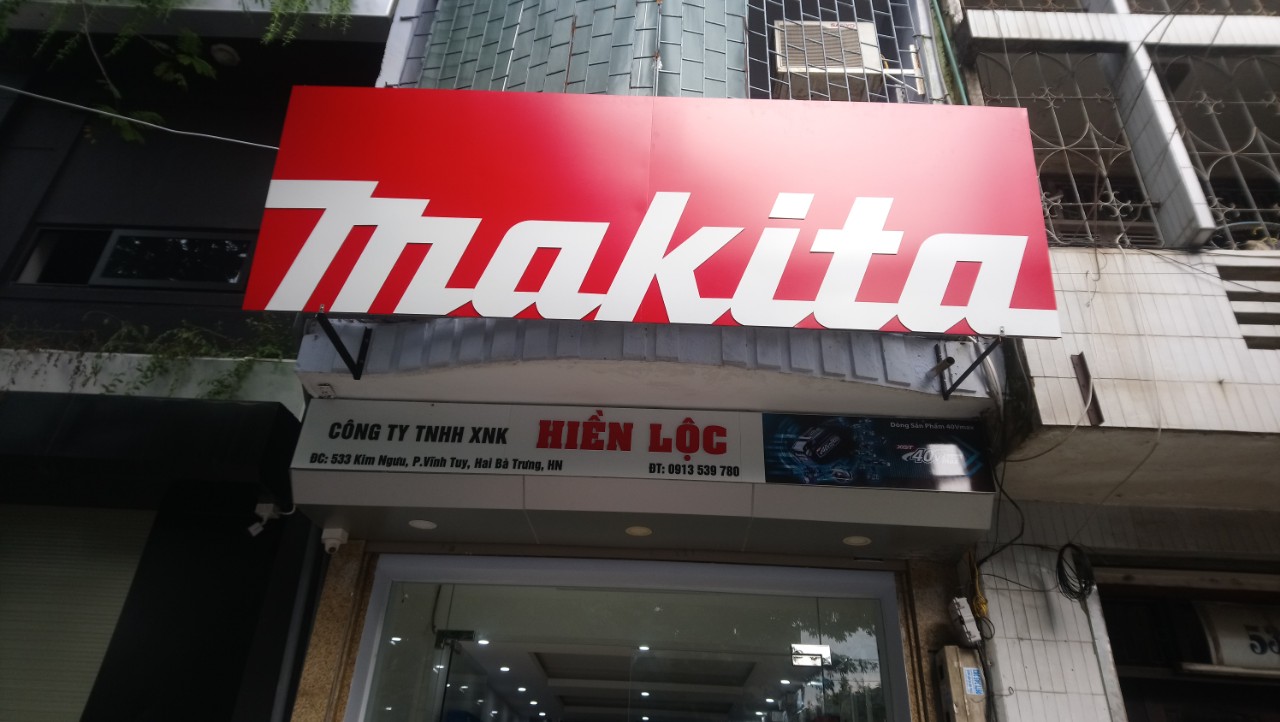 makita
CÔNG TY TNHH XNK HIỀN LỘC
ĐC: 533 Kim Ngưu, P.Vĩnh Tuy, Hai Bà Trưng, HN ĐT: 0913 539 780
Dòng Sản Phẩm 40Vmax
XGT